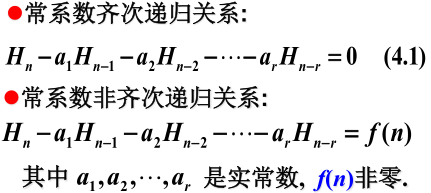 ●常系数齐次递归关系:
Hₙ−a₁Hₙ₋₁−a₂Hₙ₋₂−⋯−aᵣHₙ₋ᵣ=0 (4.1)
●常系数非齐次递归关系:
Hₙ−a₁Hₙ₋₁−a₂Hₙ₋₂−⋯−aᵣHₙ₋ᵣ=f(n)
其中 a₁,a₂,⋯,aᵣ 是实常数, f(n)非零.